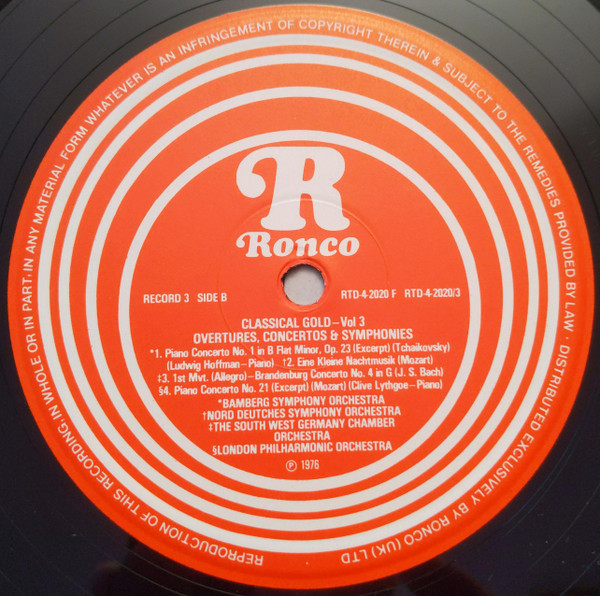 REPRODUCTION OF THIS RECORDING, IN WHOLE OR IN PART, IN ANY MATERIAL FORM WHATEVER IS AN INFRINGEMENT OF COPYRIGHT THEREIN & SUBJECT TO THE REMEDIES PROVIDED BY LAW · DISTRIBUTED EXCLUSIVELY BY RONCO (UK) LTD
R
Ronco
RECORD 3 SIDE B RTD-4-2020 F RTD-4-2020/3
CLASSICAL GOLD – Vol 3
OVERTURES, CONCERTOS & SYMPHONIES
*1. Piano Concerto No. 1 in B Flat Minor, Op. 23 (Excerpt) (Tchaikovsky)
(Ludwig Hoffman – Piano) †2. Eine Kleine Nachtmusik (Mozart)
‡3. 1st Mvt. (Allegro) – Brandenburg Concerto No. 4 in G (J. S. Bach)
§4. Piano Concerto No. 21 (Excerpt) (Mozart) (Clive Lythgoe – Piano)
*BAMBERG SYMPHONY ORCHESTRA
†NORD DEUTCHES SYMPHONY ORCHESTRA
‡THE SOUTH WEST GERMANY CHAMBER
ORCHESTRA
§LONDON PHILHARMONIC ORCHESTRA
℗ 1976